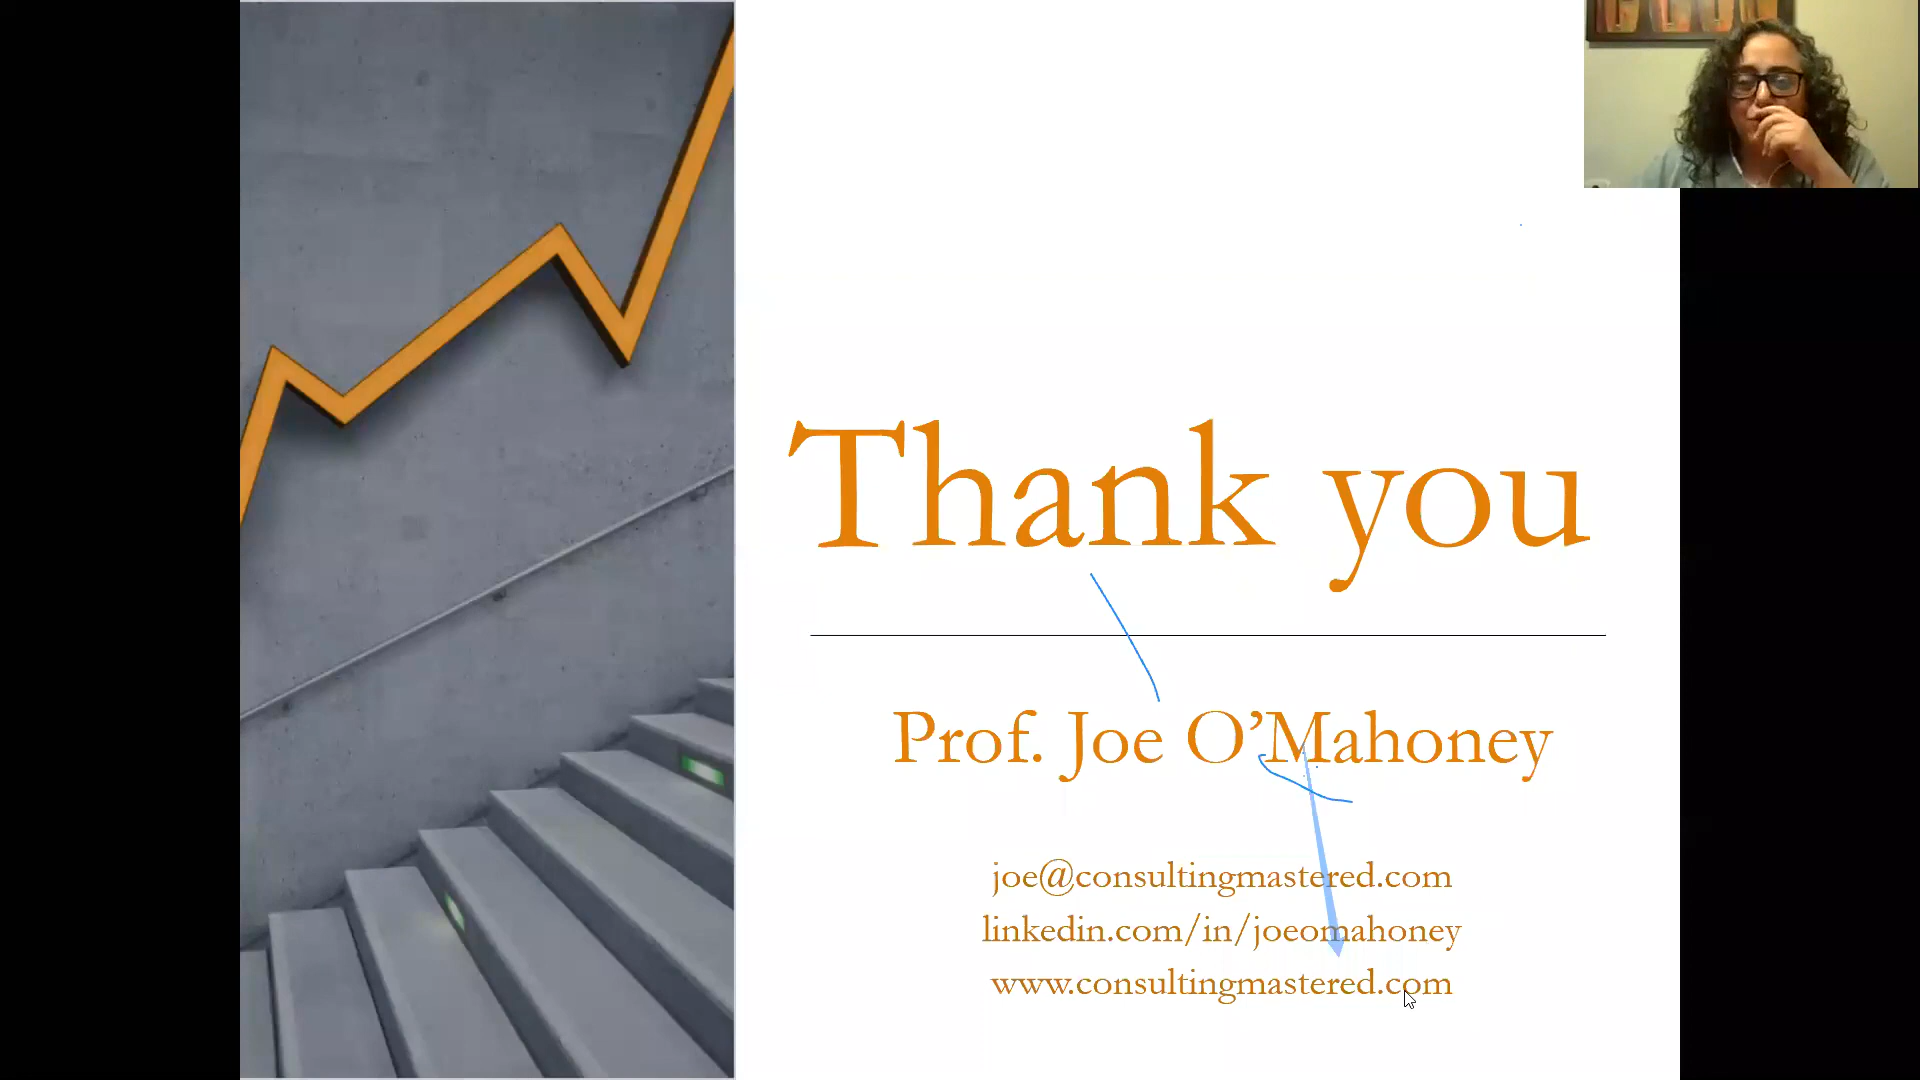 Thank you
Prof. Joe O’Mahoney
joe@consultingmastered.com
linkedin.com/in/joeomahoney
www.consultingmastered.com